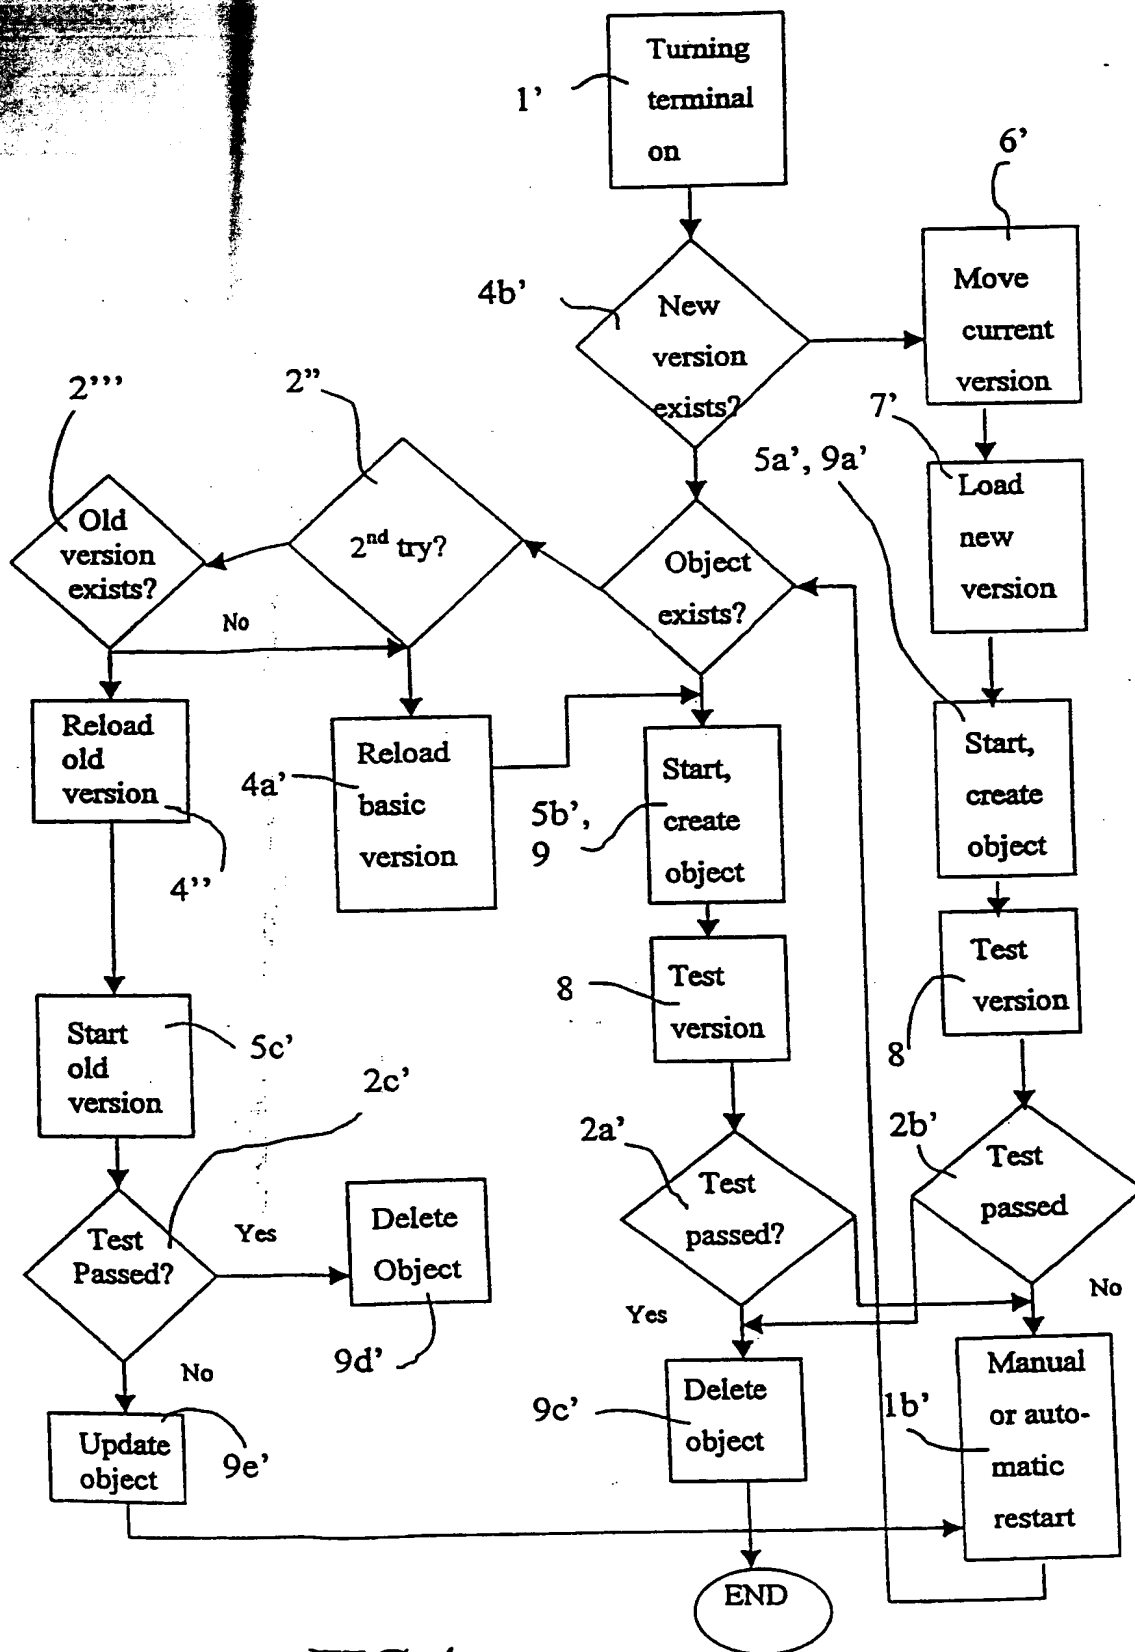 Turning
terminal
on
1’
6’
4b’
New
version
exists?
Move
current
version
2’’’
2”
7’
5a’, 9a’
Load
new
version
Old
version
exists?
2nd try?
Object
exists?
No
Reload
old
version
4a’
Reload
basic
version
5b’,
9
Start,
create
object
Start,
create
object
4’’
8
Test
version
Test
version
8
Start
old
version
5c’
2c’
2a’
Test
passed?
2b’
Test
passed
Test
Passed?
Yes
Delete
Object
9d’
No
Yes
No
Delete
object
9c’
1b’
Manual
or auto-
matic
restart
Update
object
9e’
END